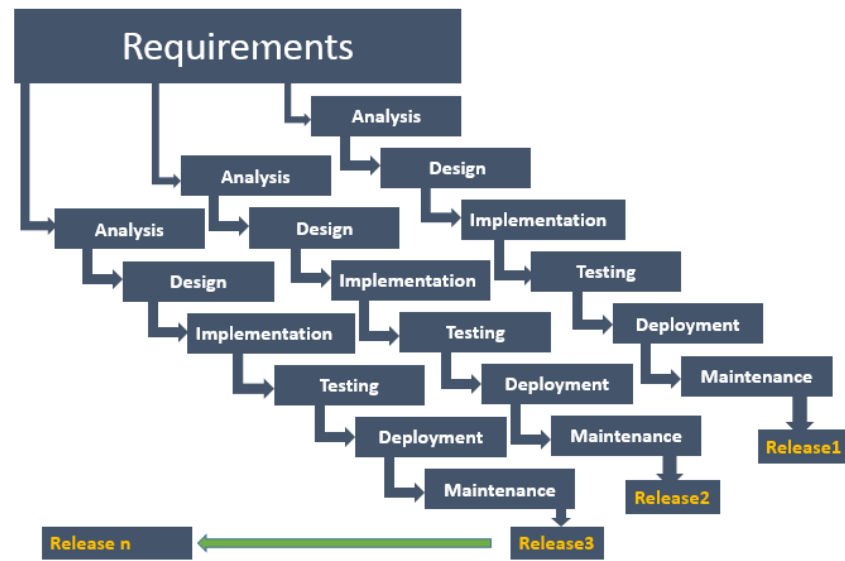 Requirements
Analysis
Design
Implementation
Testing
Deployment
Maintenance
Release1
Analysis
Design
Implementation
Testing
Deployment
Maintenance
Release2
Analysis
Design
Implementation
Testing
Deployment
Maintenance
Release3
Release n